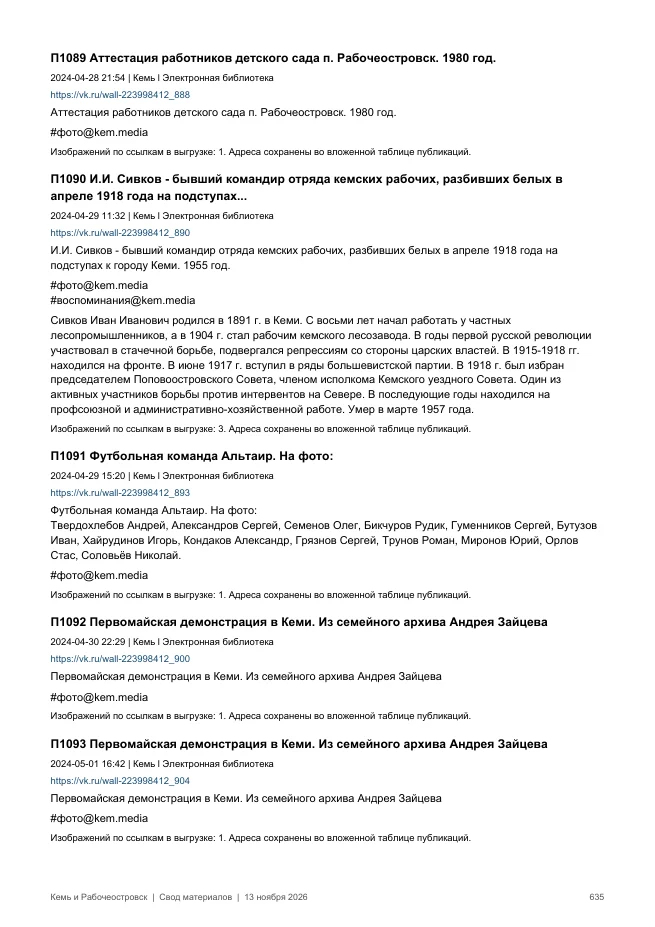 П1089 Аттестация работников детского сада п. Рабочеостровск. 1980 год.
2024-04-28 21:54 | Кемь I Электронная библиотека
https://vk.ru/wall-223998412_888
Аттестация работников детского сада п. Рабочеостровск. 1980 год.
#фото@kem.media
Изображений по ссылкам в выгрузке: 1. Адреса сохранены во вложенной таблице публикаций.
П1090 И.И. Сивков - бывший командир отряда кемских рабочих, разбивших белых в
апреле 1918 года на подступах...
2024-04-29 11:32 | Кемь I Электронная библиотека
https://vk.ru/wall-223998412_890
И.И. Сивков - бывший командир отряда кемских рабочих, разбивших белых в апреле 1918 года на
подступах к городу Кеми. 1955 год.
#фото@kem.media
#воспоминания@kem.media
Сивков Иван Иванович родился в 1891 г. в Кеми. С восьми лет начал работать у частных
лесопромышленников, а в 1904 г. стал рабочим кемского лесозавода. В годы первой русской революции
участвовал в стачечной борьбе, подвергался репрессиям со стороны царских властей. В 1915-1918 гг.
находился на фронте. В июне 1917 г. вступил в ряды большевистской партии. В 1918 г. был избран
председателем Поповоостровского Совета, членом исполкома Кемского уездного Совета. Один из
активных участников борьбы против интервентов на Севере. В последующие годы находился на
профсоюзной и административно-хозяйственной работе. Умер в марте 1957 года.
Изображений по ссылкам в выгрузке: 3. Адреса сохранены во вложенной таблице публикаций.
П1091 Футбольная команда Альтаир. На фото:
2024-04-29 15:20 | Кемь I Электронная библиотека
https://vk.ru/wall-223998412_893
Футбольная команда Альтаир. На фото:
Твердохлебов Андрей, Александров Сергей, Семенов Олег, Бикчуров Рудик, Гуменников Сергей, Бутузов
Иван, Хайрудинов Игорь, Кондаков Александр, Грязнов Сергей, Трунов Роман, Миронов Юрий, Орлов
Стас, Соловьёв Николай.
#фото@kem.media
Изображений по ссылкам в выгрузке: 1. Адреса сохранены во вложенной таблице публикаций.
П1092 Первомайская демонстрация в Кеми. Из семейного архива Андрея Зайцева
2024-04-30 22:29 | Кемь I Электронная библиотека
https://vk.ru/wall-223998412_900
Первомайская демонстрация в Кеми. Из семейного архива Андрея Зайцева
#фото@kem.media
Изображений по ссылкам в выгрузке: 1. Адреса сохранены во вложенной таблице публикаций.
П1093 Первомайская демонстрация в Кеми. Из семейного архива Андрея Зайцева
2024-05-01 16:42 | Кемь I Электронная библиотека
https://vk.ru/wall-223998412_904
Первомайская демонстрация в Кеми. Из семейного архива Андрея Зайцева
#фото@kem.media
Изображений по ссылкам в выгрузке: 1. Адреса сохранены во вложенной таблице публикаций.
Кемь и Рабочеостровск | Свод материалов | 13 ноября 2026 635